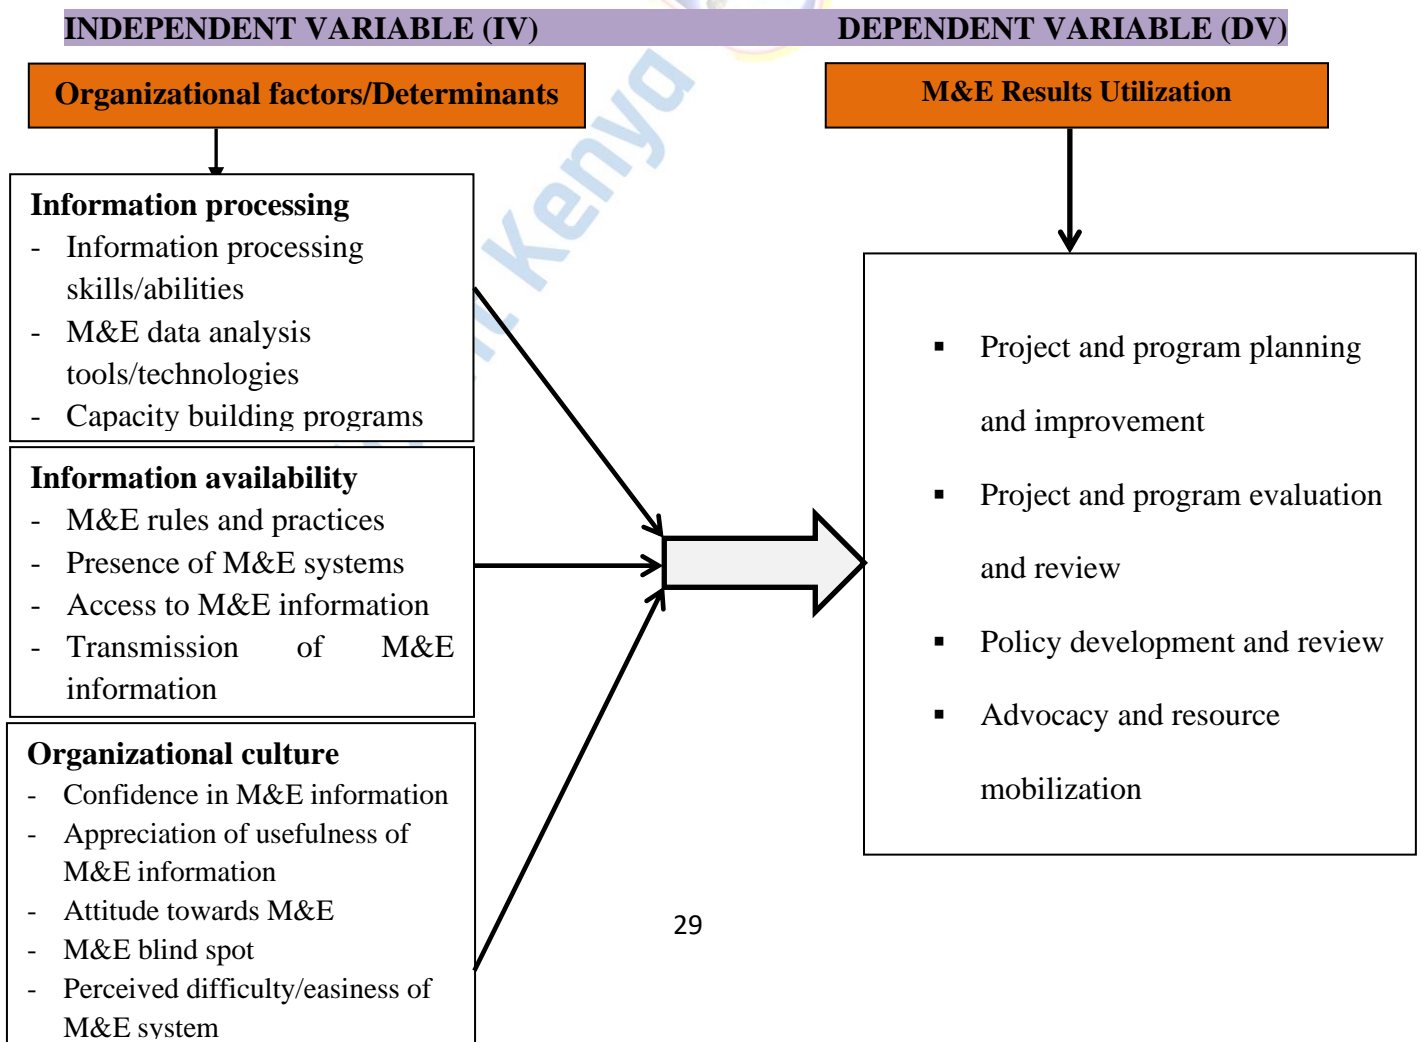 INDEPENDENT VARIABLE (IV) DEPENDENT VARIABLE (DV)
Organizational factors/Determinants
M&E Results Utilization
Information processing
- Information processing
skills/abilities
- M&E data analysis
tools/technologies
- Capacity building programs
Information availability
- M&E rules and practices
- Presence of M&E systems
- Access to M&E information
- Transmission of M&E
information
Organizational culture
- Confidence in M&E information
- Appreciation of usefulness of
M&E information
- Attitude towards M&E
- M&E blind spot
- Perceived difficulty/easiness of
M&E system
▪ Project and program planning
and improvement
▪ Project and program evaluation
and review
▪ Policy development and review
▪ Advocacy and resource
mobilization
29
Kenya